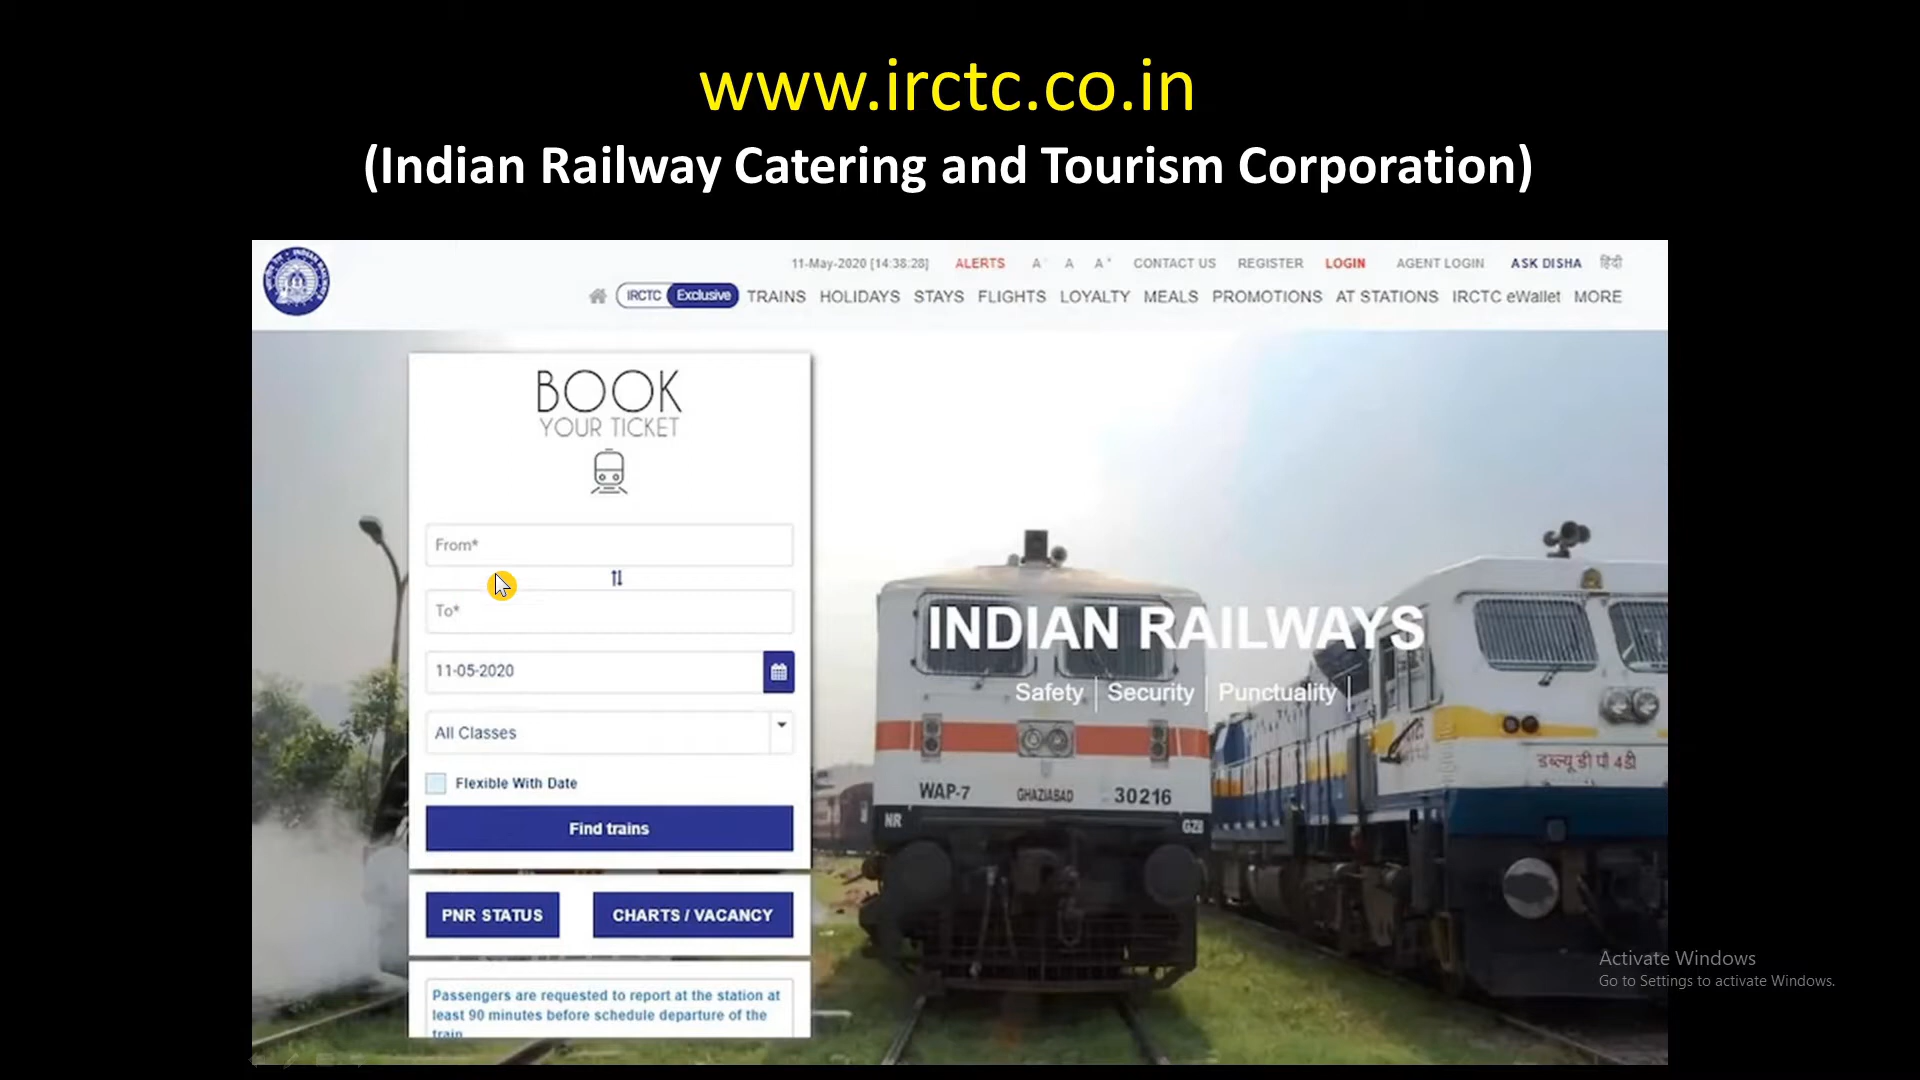 www.irctc.co.in
(Indian Railway Catering and Tourism Corporation)
11-May-2020 [14:38:28] ALERTS A- A A+ CONTACT US REGISTER LOGIN AGENT LOGIN ASK DISHA हिंदी
IRCTC Exclusive TRAINS HOLIDAYS STAYS FLIGHTS LOYALTY MEALS PROMOTIONS AT STATIONS IRCTC eWallet MORE
BOOK
YOUR TICKET
From*
To*
11-05-2020
All Classes
Flexible With Date
Find trains
PNR STATUS CHARTS / VACANCY
Passengers are requested to report at the station at
least 90 minutes before schedule departure of the
train
INDIAN RAILWAYS
Safety | Security | Punctuality |
WAP-7 GHAZIABAD 30216
NR GZB
डब्ल्यू डी पी 4डी
Activate Windows
Go to Settings to activate Windows.